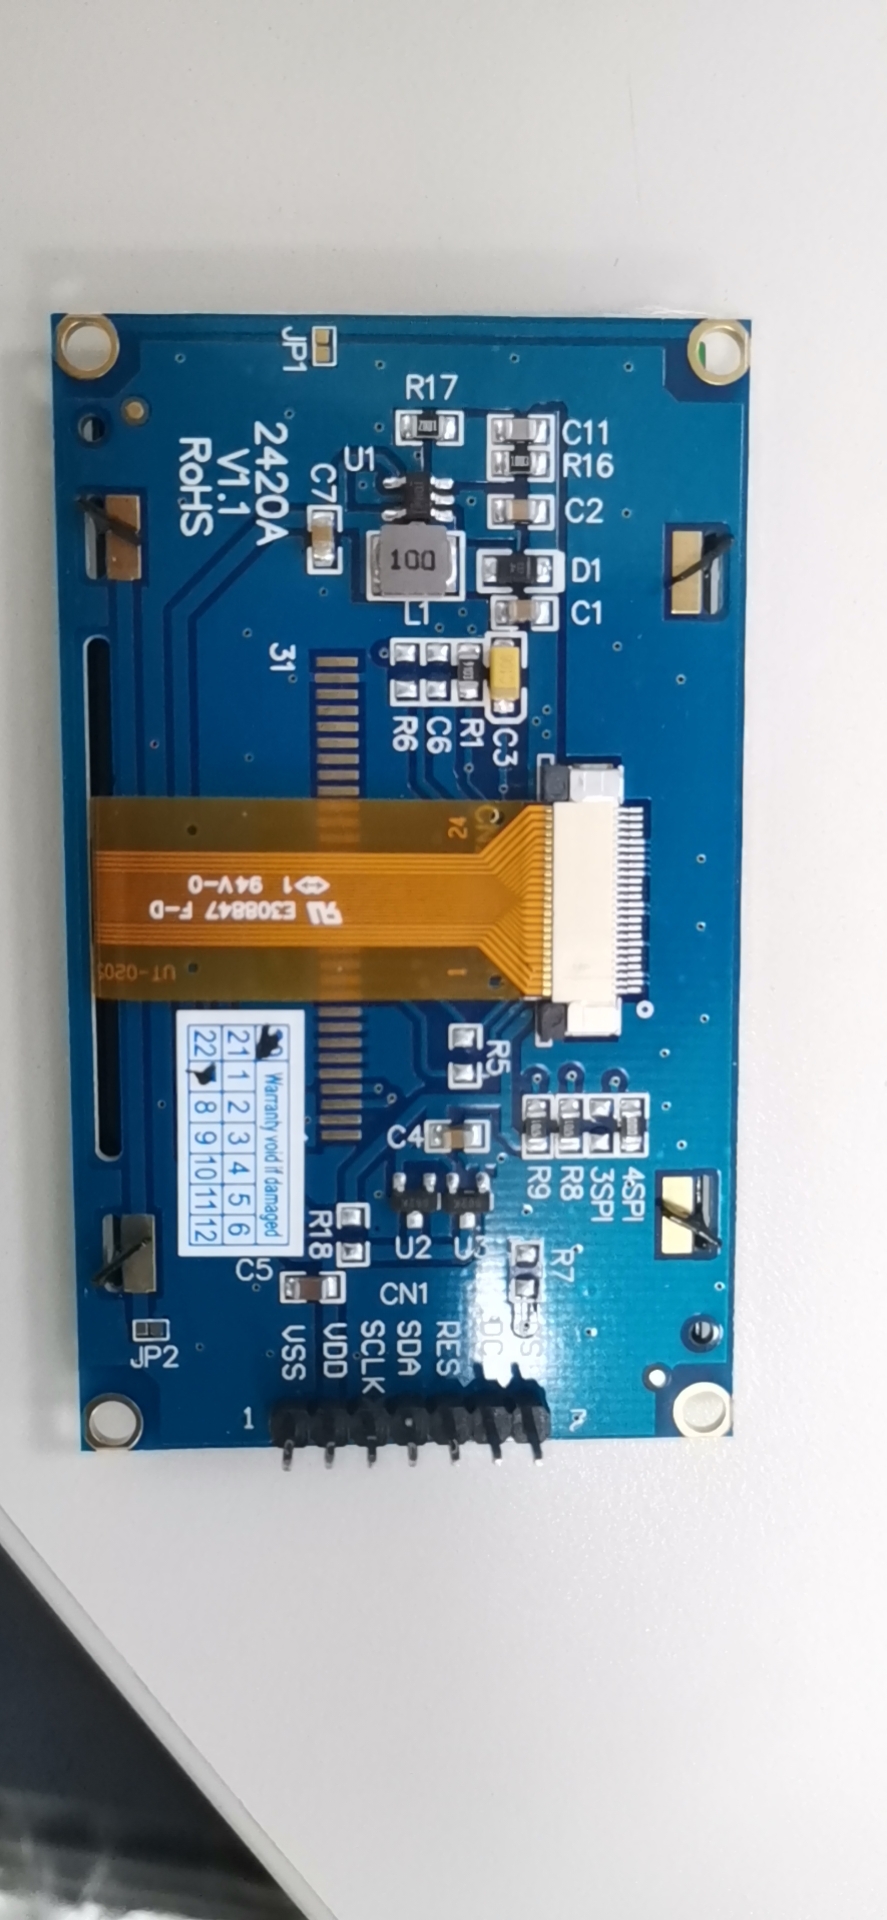 JP1
R17
C11
R16
C2
D1
C1
U1
C7
100
L1
2420A
V1.1
RoHS
31
R6
C6
R1
C3
24
1
1 94V-0
E308847 F-D
UT-020
Warranty void if damaged
21 1 2 3 4 5 6
22 8 9 10 11 12
R5
C4
R9
R8
3SPI
4SPI
R18
U2
U3
R7
C5
CN1
VSS
VDD
SCLK
SDA
RES
DC
JP2
1
7